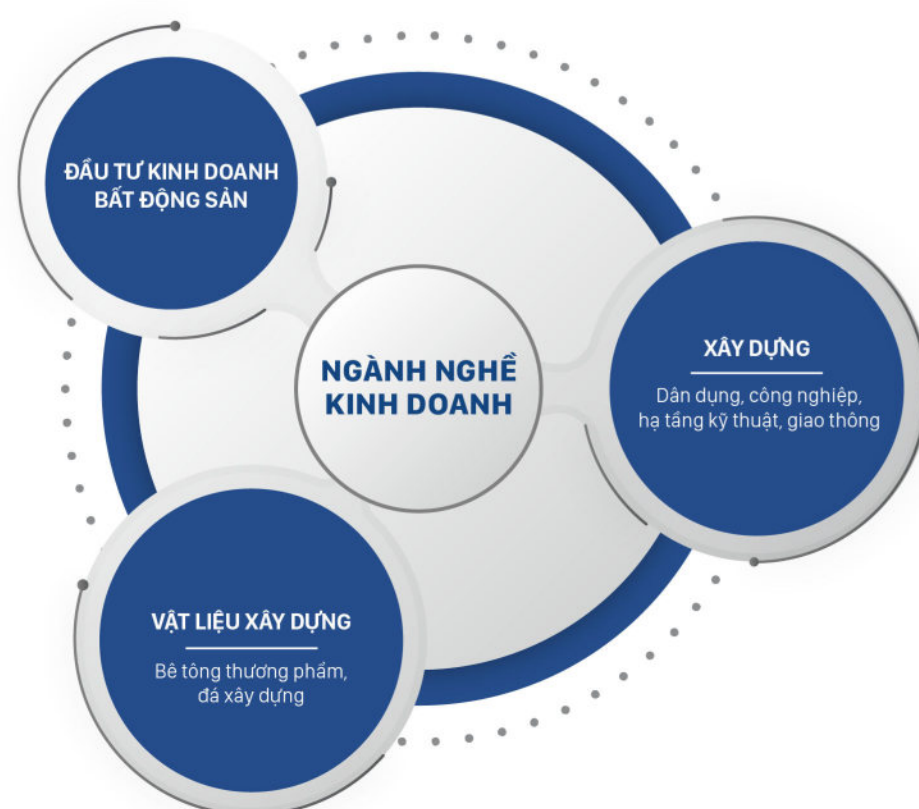 NGÀNH NGHỀ
KINH DOANH
ĐẦU TƯ KINH DOANH
BẤT ĐỘNG SẢN
XÂY DỰNG
Dân dụng, công nghiệp,
hạ tầng kỹ thuật, giao thông
VẬT LIỆU XÂY DỰNG
Bê tông thương phẩm,
đá xây dựng